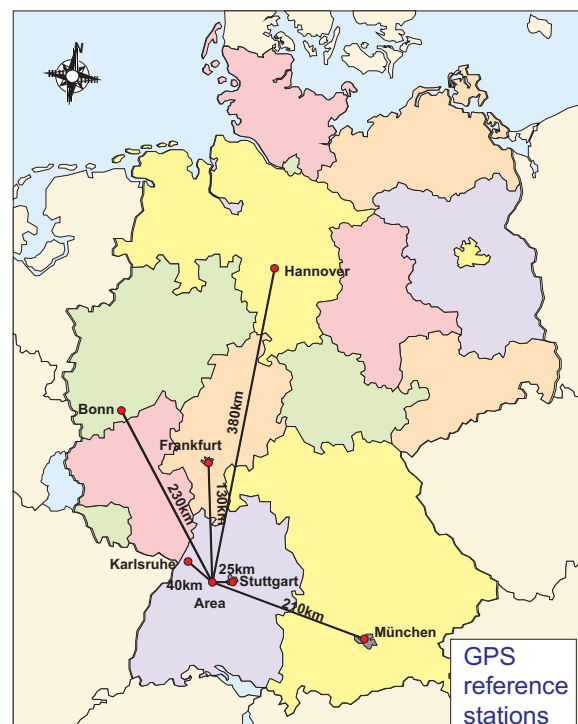 N
Hannover
380km
Bonn
Frankfurt
230km
130km
Karlsruhe
25km
Stuttgart
40km
Area
210km
München
GPS
reference
stations